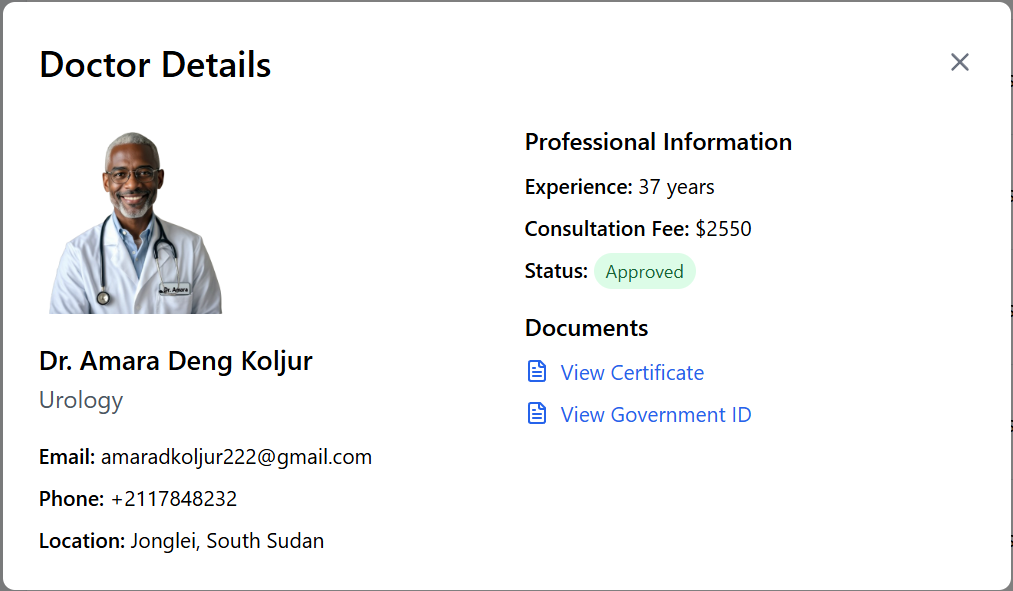 Doctor Details
Dr. Amara
Dr. Amara Deng Koljur
Urology
Email: amaradkoljur222@gmail.com
Phone: +2117848232
Location: Jonglei, South Sudan
Professional Information
Experience: 37 years
Consultation Fee: $2550
Status: Approved
Documents
View Certificate
View Government ID